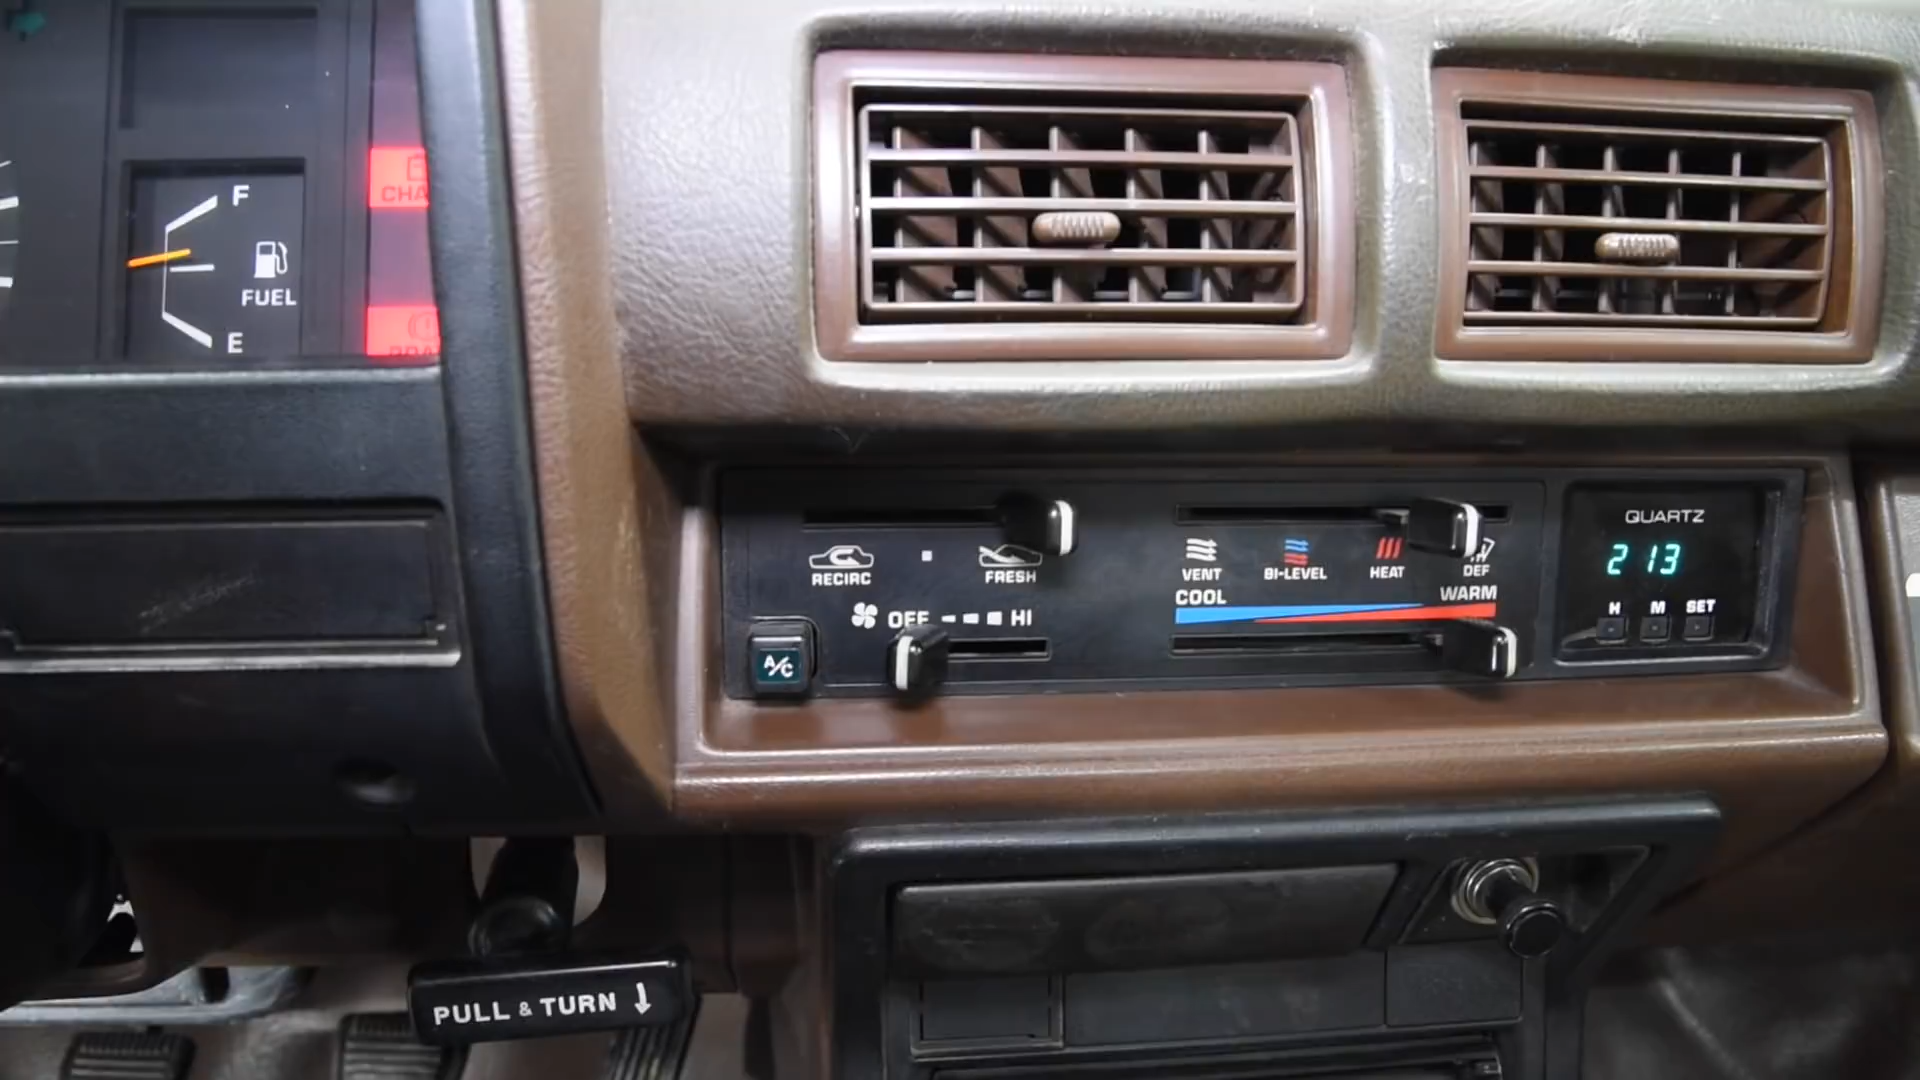 F
FUEL
E
CHA
QUARTZ
2 13
RECIRC
FRESH
VENT
BI-LEVEL
HEAT
DEF
COOL
WARM
OFF
HI
H M SET
A/C
PULL & TURN ↓